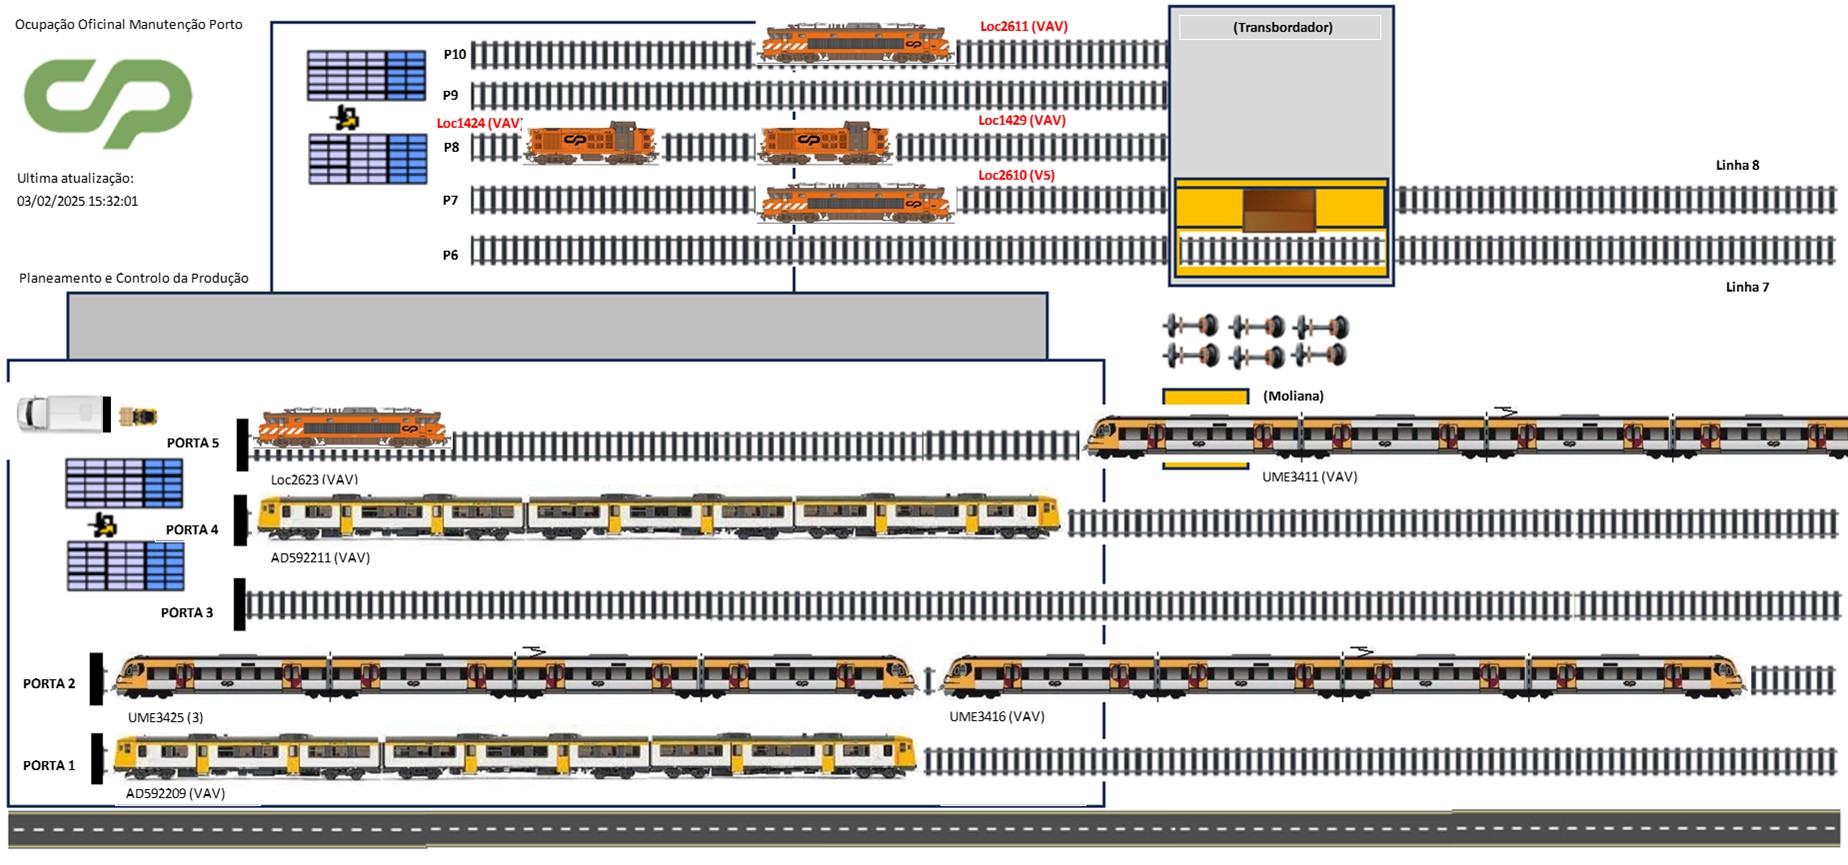 Ocupação Oficinal Manutenção Porto
CP
Ultima atualização:
03/02/2025 15:32:01
Planeamento e Controlo da Produção
Loc2611 (VAV)
P10
P9
Loc1424 (VAV)
Loc1429 (VAV)
P8
Loc2610 (V5)
P7
P6
(Transbordador)
Linha 8
Linha 7
(Moliana)
PORTA 5
Loc2623 (VAV)
UME3411 (VAV)
PORTA 4
AD592211 (VAV)
PORTA 3
PORTA 2
UME3425 (3)
UME3416 (VAV)
PORTA 1
AD592209 (VAV)